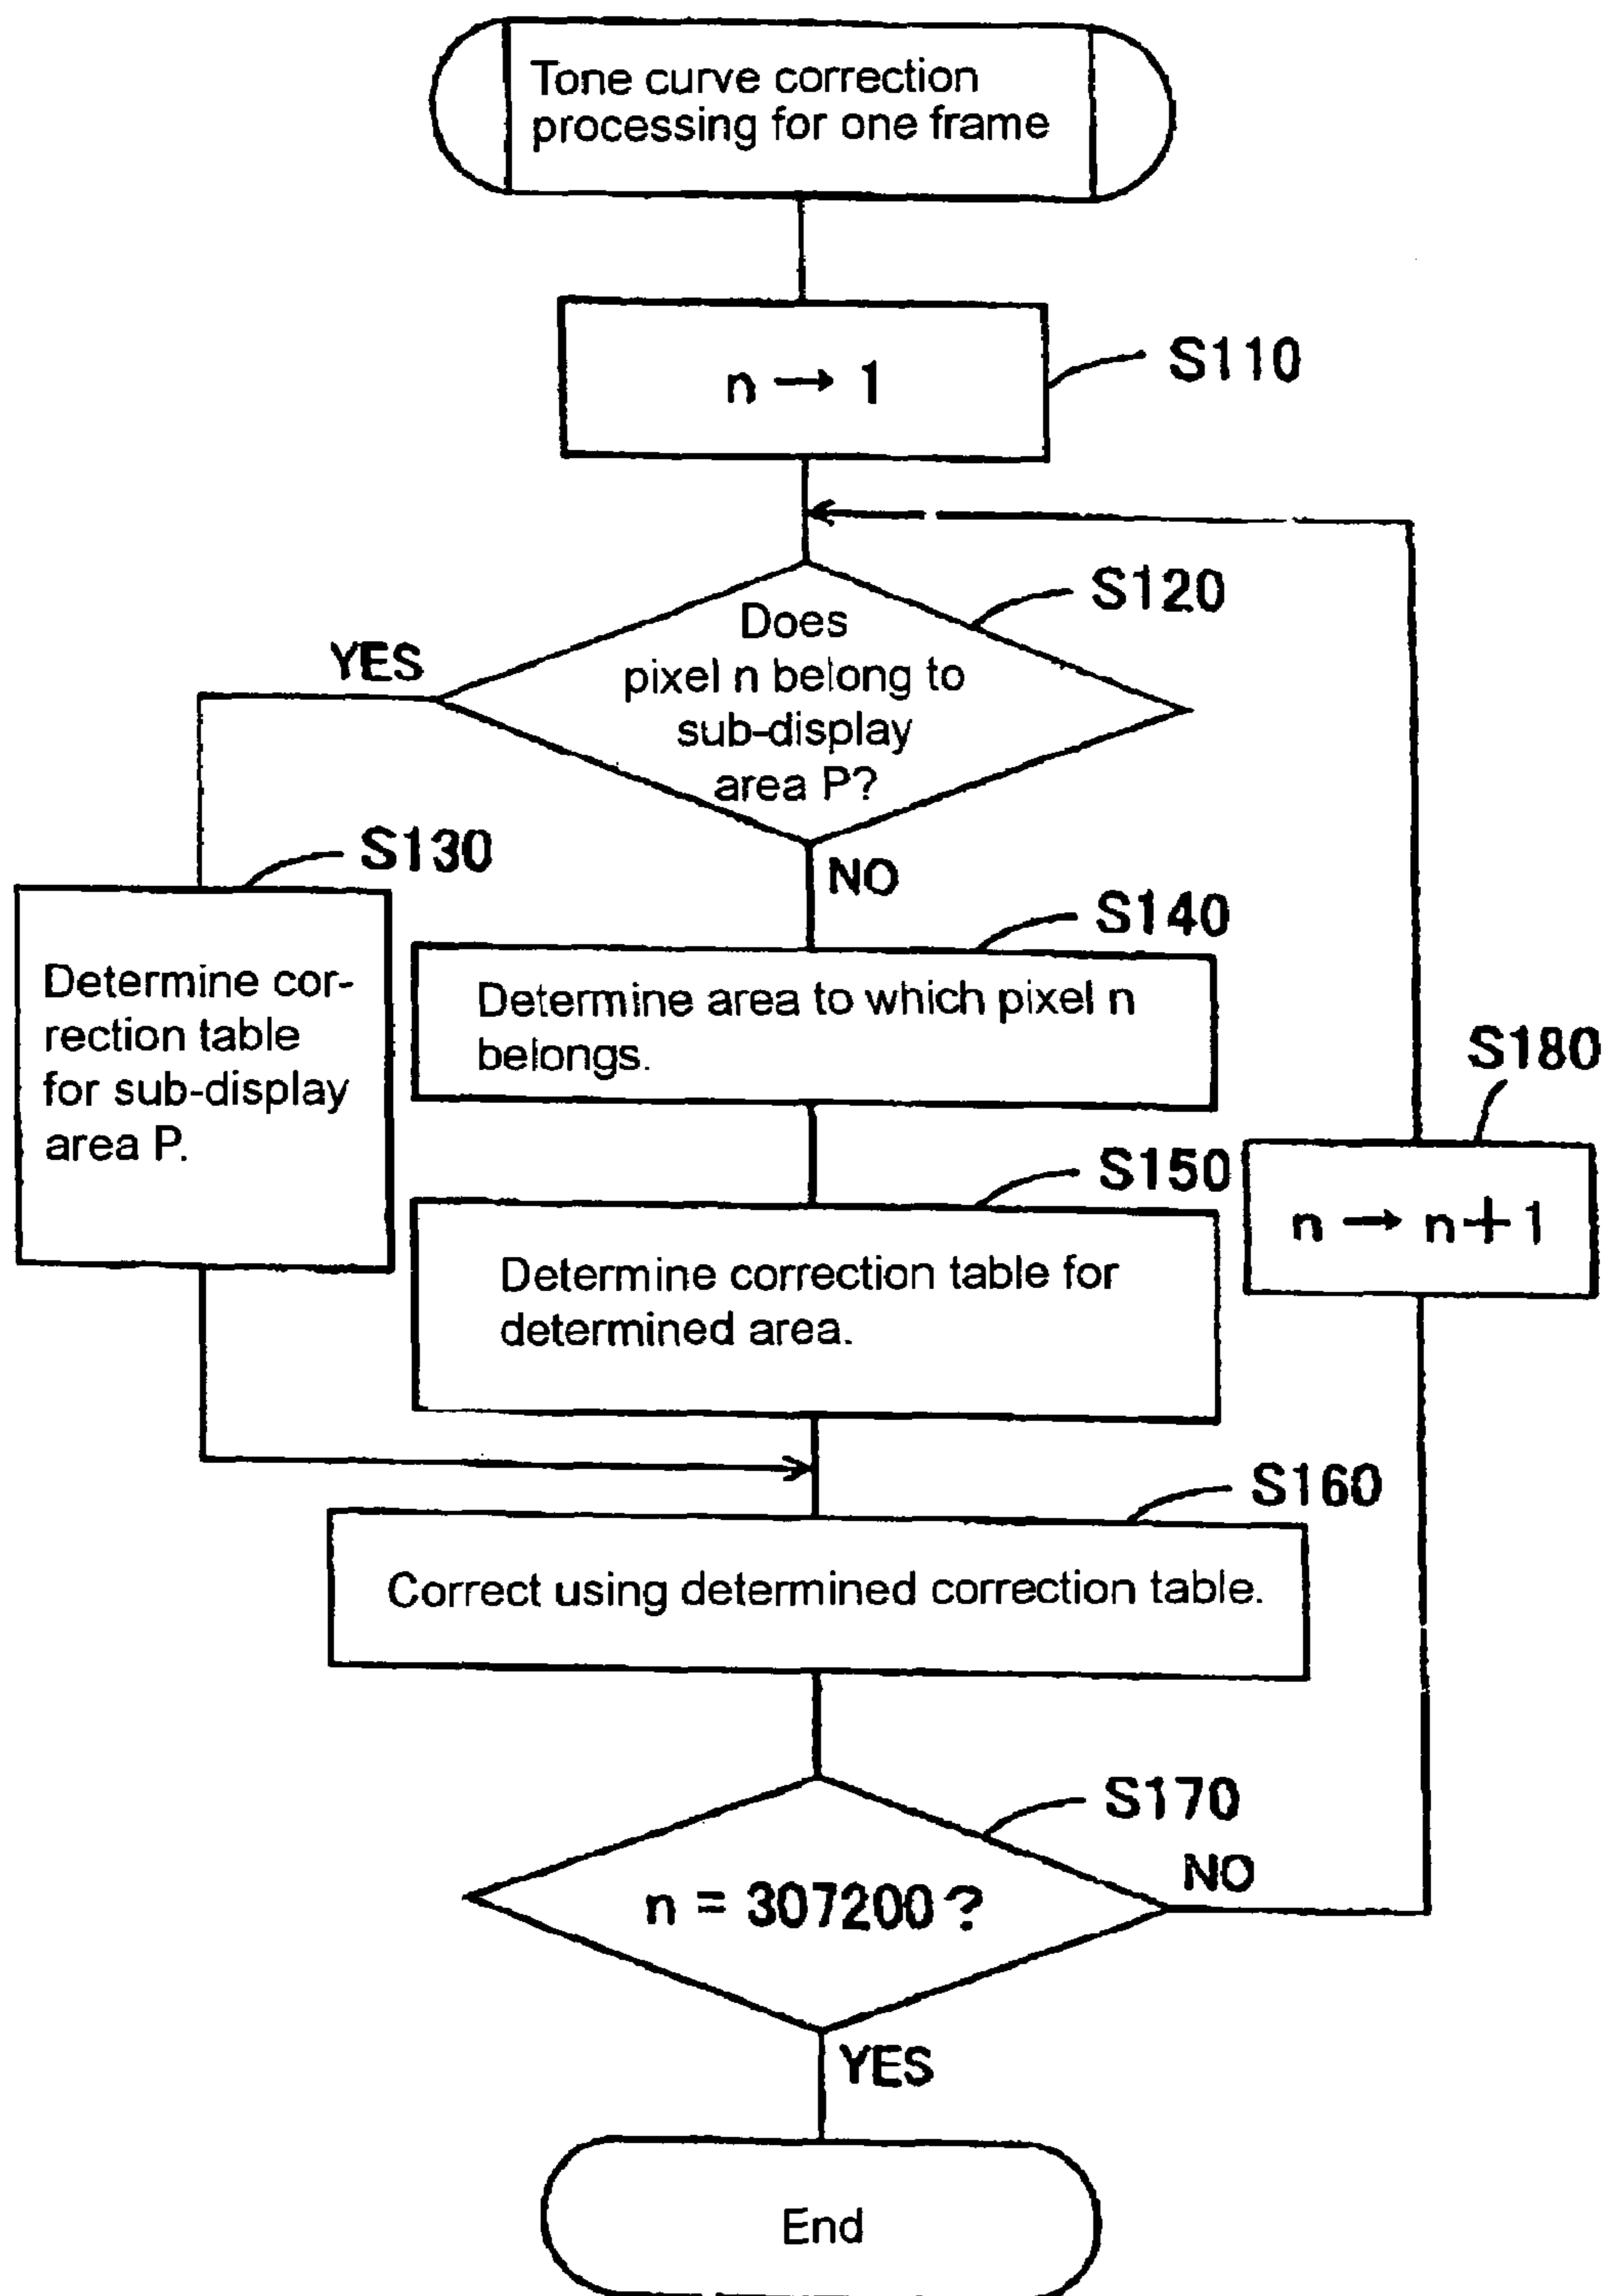 Tone curve correction
processing for one frame
n → 1
S110
S120
Does
pixel n belong to
sub-display
area P?
YES
NO
S130
Determine cor-
rection table
for sub-display
area P.
S140
Determine area to which pixel n
belongs.
S150
Determine correction table for
determined area.
S180
n → n+1
S160
Correct using determined correction table.
S170
n = 307200?
NO
YES
End